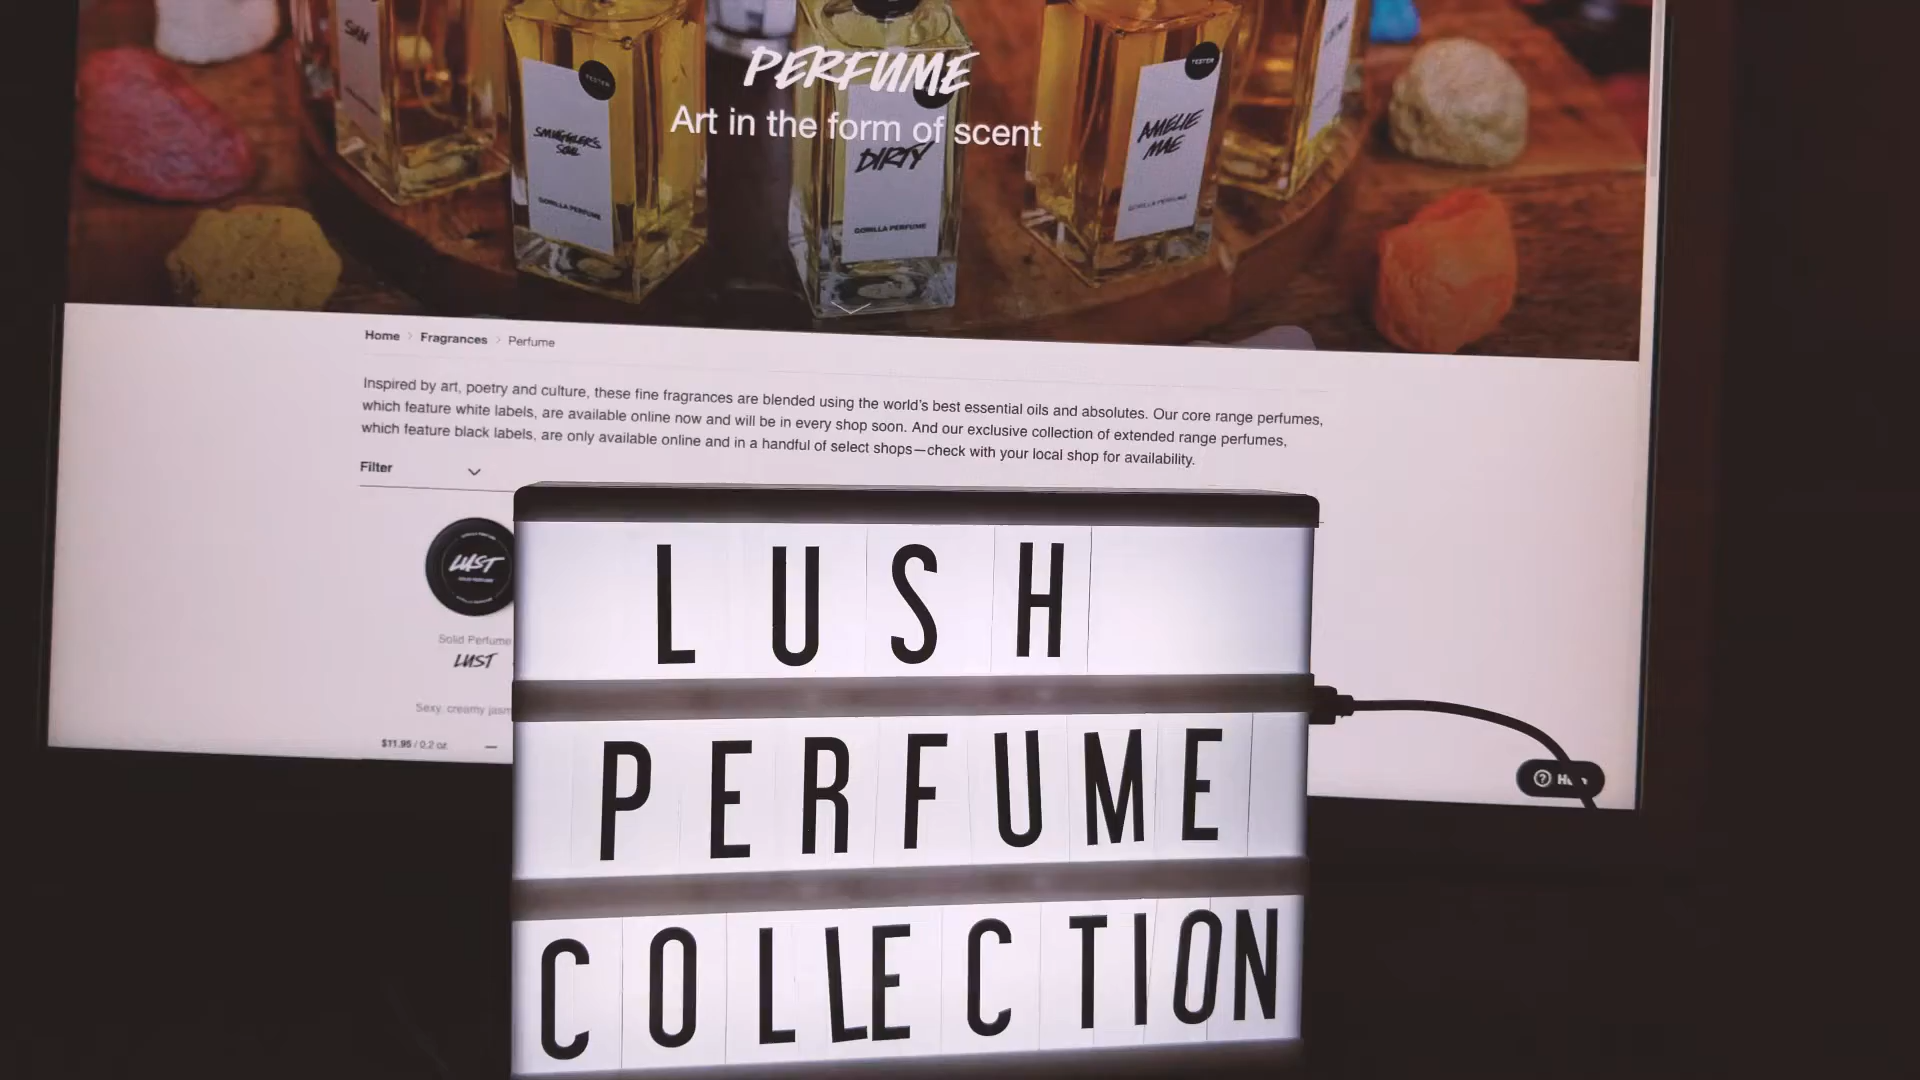 SMUGGLER'S
SOUL
GORILLA PERFUME
TESTER
PERFUME
Art in the form of scent
DIRTY
GORILLA PERFUME
TESTER
AMELIE
MAE
GORILLA PERFUME
Home > Fragrances > Perfume
Inspired by art, poetry and culture, these fine fragrances are blended using the world's best essential oils and absolutes. Our core range perfumes,
which feature white labels, are available online now and will be in every shop soon. And our exclusive collection of extended range perfumes,
which feature black labels, are only available online and in a handful of select shops—check with your local shop for availability.
Filter
LUST
Solid Perfume
LUST
Sexy, creamy
$11.95 / 0.2 oz.
LUSH
PERFUME
COLLECTION